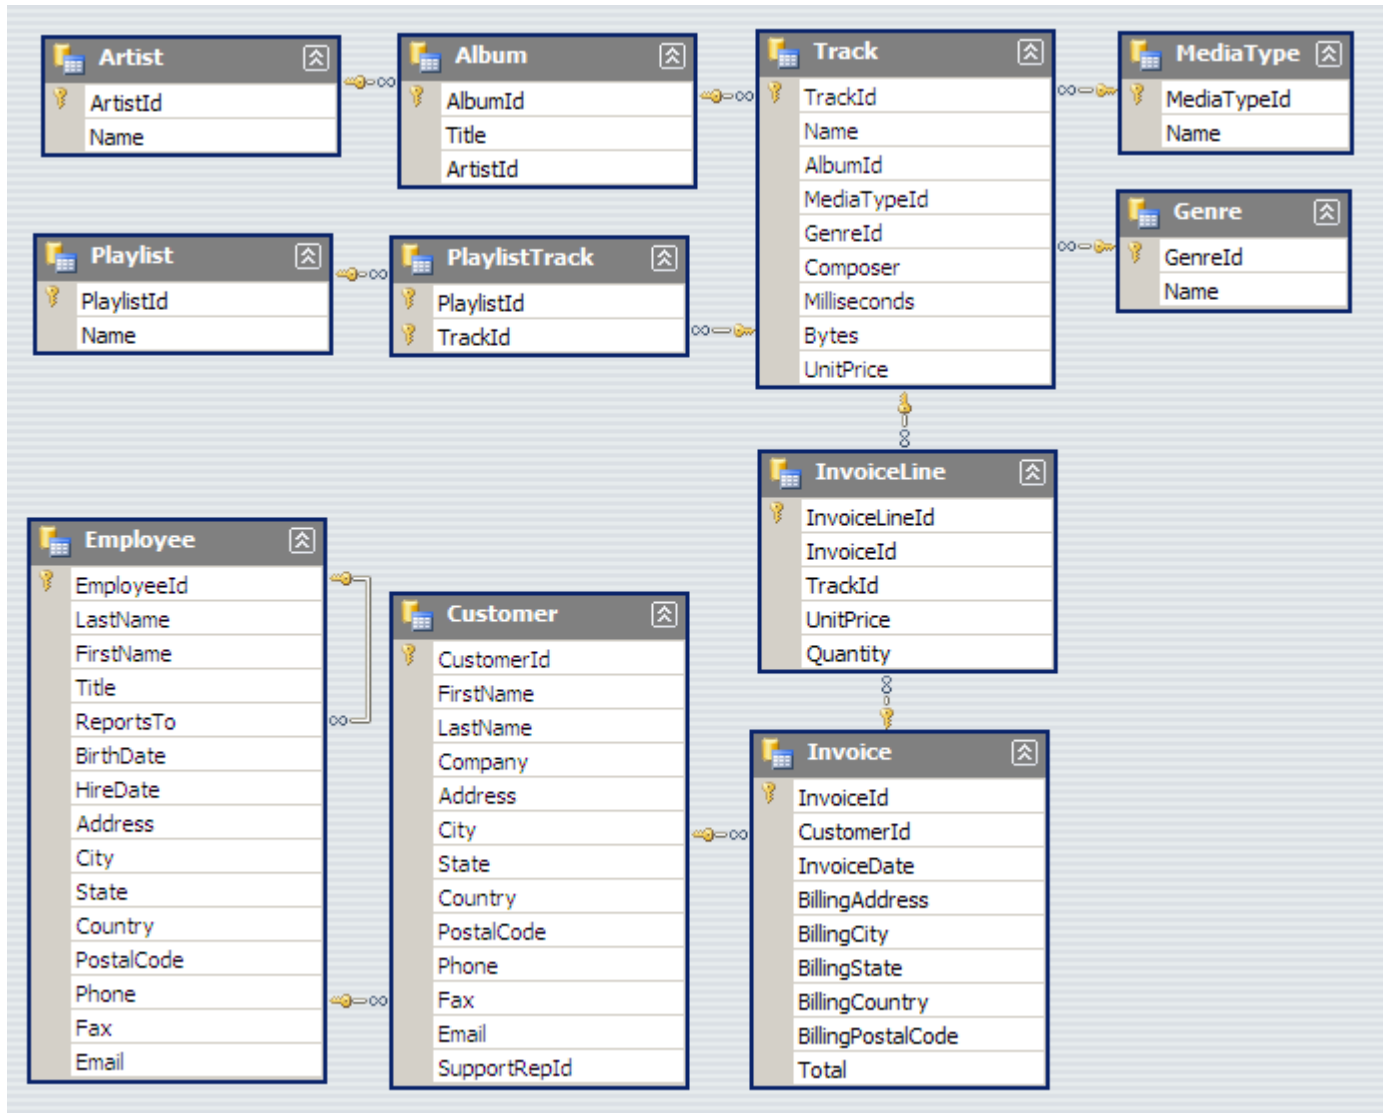 Artist
ArtistId
Name
Album
AlbumId
Title
ArtistId
Track
TrackId
Name
AlbumId
MediaTypeId
GenreId
Composer
Milliseconds
Bytes
UnitPrice
MediaType
MediaTypeId
Name
Genre
GenreId
Name
Playlist
PlaylistId
Name
PlaylistTrack
PlaylistId
TrackId
InvoiceLine
InvoiceLineId
InvoiceId
TrackId
UnitPrice
Quantity
Employee
EmployeeId
LastName
FirstName
Title
ReportsTo
BirthDate
HireDate
Address
City
State
Country
PostalCode
Phone
Fax
Email
Customer
CustomerId
FirstName
LastName
Company
Address
City
State
Country
PostalCode
Phone
Fax
Email
SupportRepId
Invoice
InvoiceId
CustomerId
InvoiceDate
BillingAddress
BillingCity
BillingState
BillingCountry
BillingPostalCode
Total